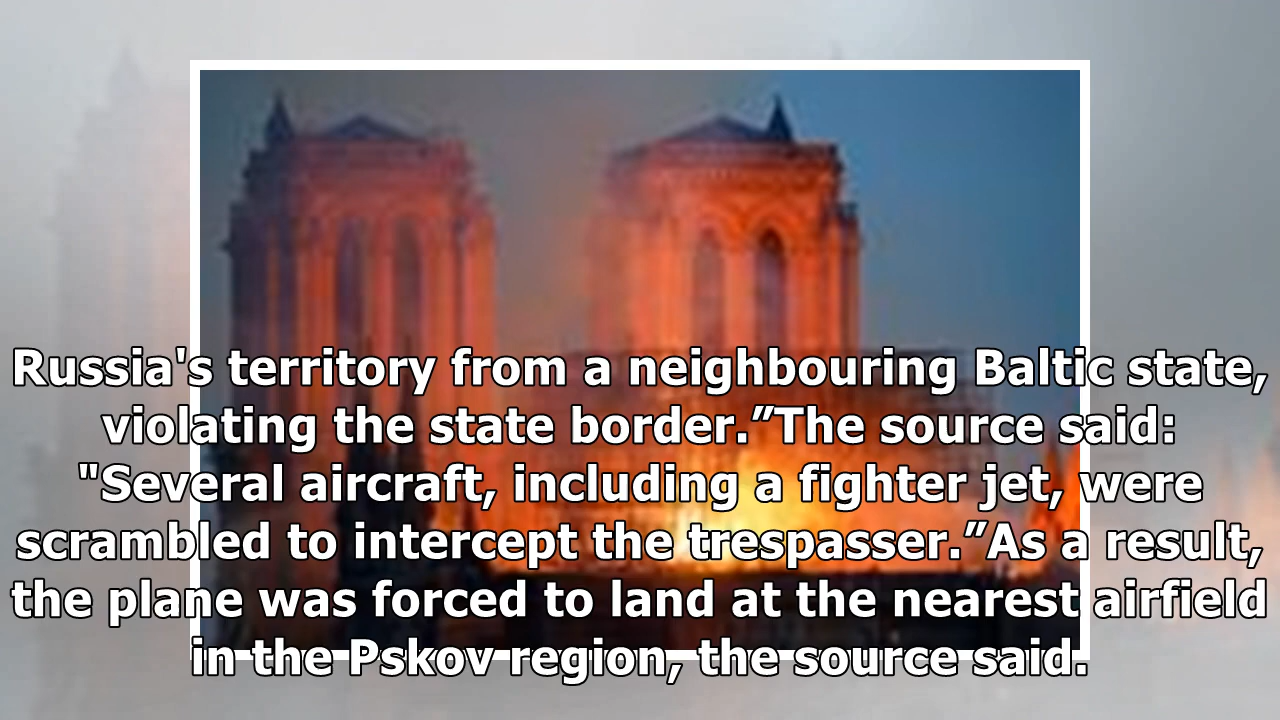 Russia's territory from a neighbouring Baltic state,
violating the state border.”The source said:
"Several aircraft, including a fighter jet, were
scrambled to intercept the trespasser.”As a result,
the plane was forced to land at the nearest airfield
in the Pskov region, the source said.